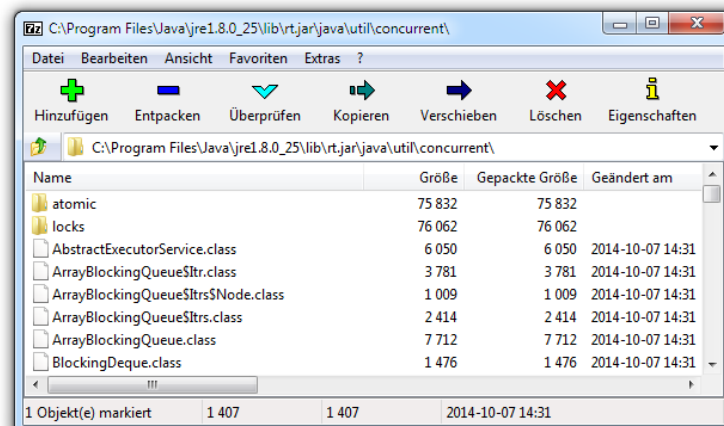 C:\Program Files\Java\jre1.8.0_25\lib\rt.jar\java\util\concurrent\
Datei Bearbeiten Ansicht Favoriten Extras ?
Hinzufügen Entpacken Überprüfen Kopieren Verschieben Löschen Eigenschaften
C:\Program Files\Java\jre1.8.0_25\lib\rt.jar\java\util\concurrent\
Name Größe Gepackte Größe Geändert am
atomic 75 832 75 832
locks 76 062 76 062
AbstractExecutorService.class 6 050 6 050 2014-10-07 14:31
ArrayBlockingQueue$Itr.class 3 781 3 781 2014-10-07 14:31
ArrayBlockingQueue$Itrs$Node.class 1 009 1 009 2014-10-07 14:31
ArrayBlockingQueue$Itrs.class 2 414 2 414 2014-10-07 14:31
ArrayBlockingQueue.class 7 712 7 712 2014-10-07 14:31
BlockingDeque.class 1 476 1 476 2014-10-07 14:31
1 Objekt(e) markiert 1 407 1 407 2014-10-07 14:31